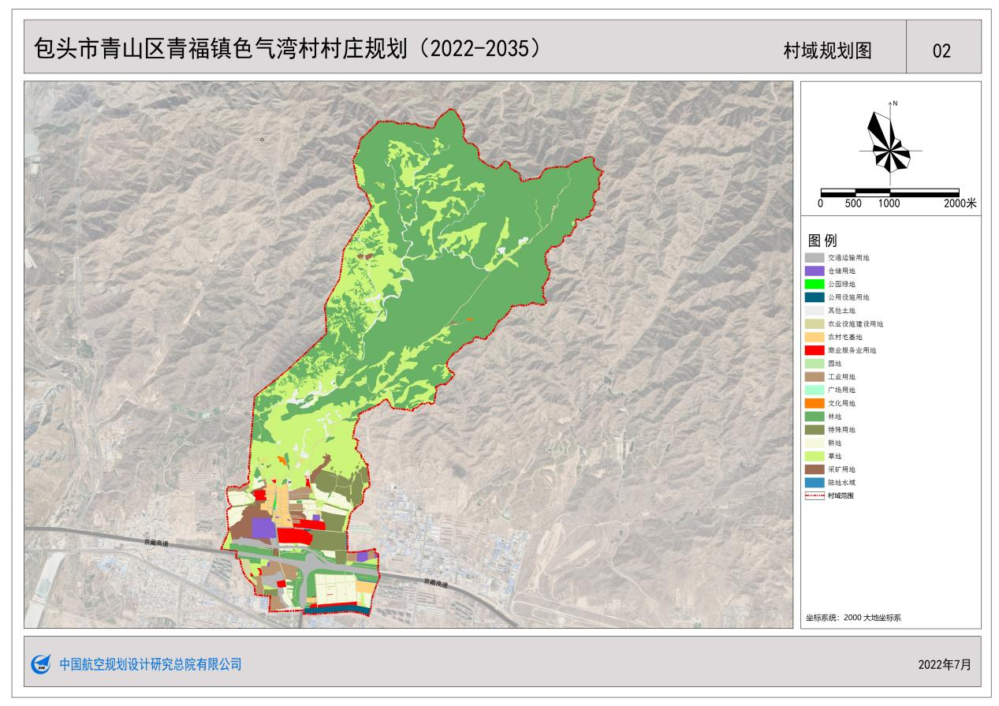 包头市青山区青福镇色气湾村村庄规划（2022-2035）
村域规划图
02
N
0 500 1000 2000米
图例
交通运输用地
仓储用地
公园绿地
公用设施用地
其他土地
农业设施建设用地
农村宅基地
商业服务业用地
园地
工业用地
广场用地
文化用地
林地
特殊用地
耕地
草地
采矿用地
陆地水域
村域范围
京藏高速
京藏高速
坐标系统：2000 大地坐标系
AVIC
中国航空规划设计研究总院有限公司
2022年7月